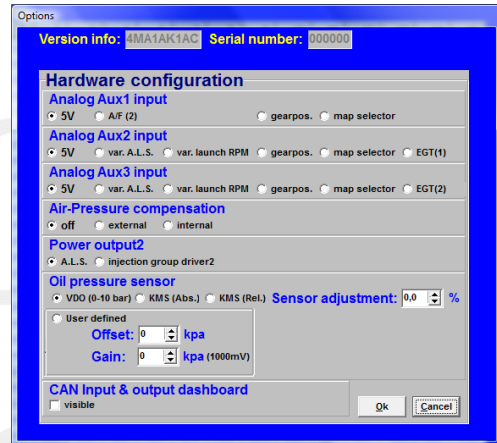 Options
Version info: 4MA1AK1AC Serial number: 000000
Hardware configuration
Analog Aux1 input
5V A/F (2) gearpos. map selector
Analog Aux2 input
5V var. A.L.S. var. launch RPM gearpos. map selector EGT(1)
Analog Aux3 input
5V var. A.L.S. var. launch RPM gearpos. map selector EGT(2)
Air-Pressure compensation
off external internal
Power output2
A.L.S. injection group driver2
Oil pressure sensor
VDO (0-10 bar) KMS (Abs.) KMS (Rel.) Sensor adjustment: 0,0 %
User defined
Offset: 0 kpa
Gain: 0 kpa (1000mV)
CAN Input & output dashboard
visible
Ok Cancel